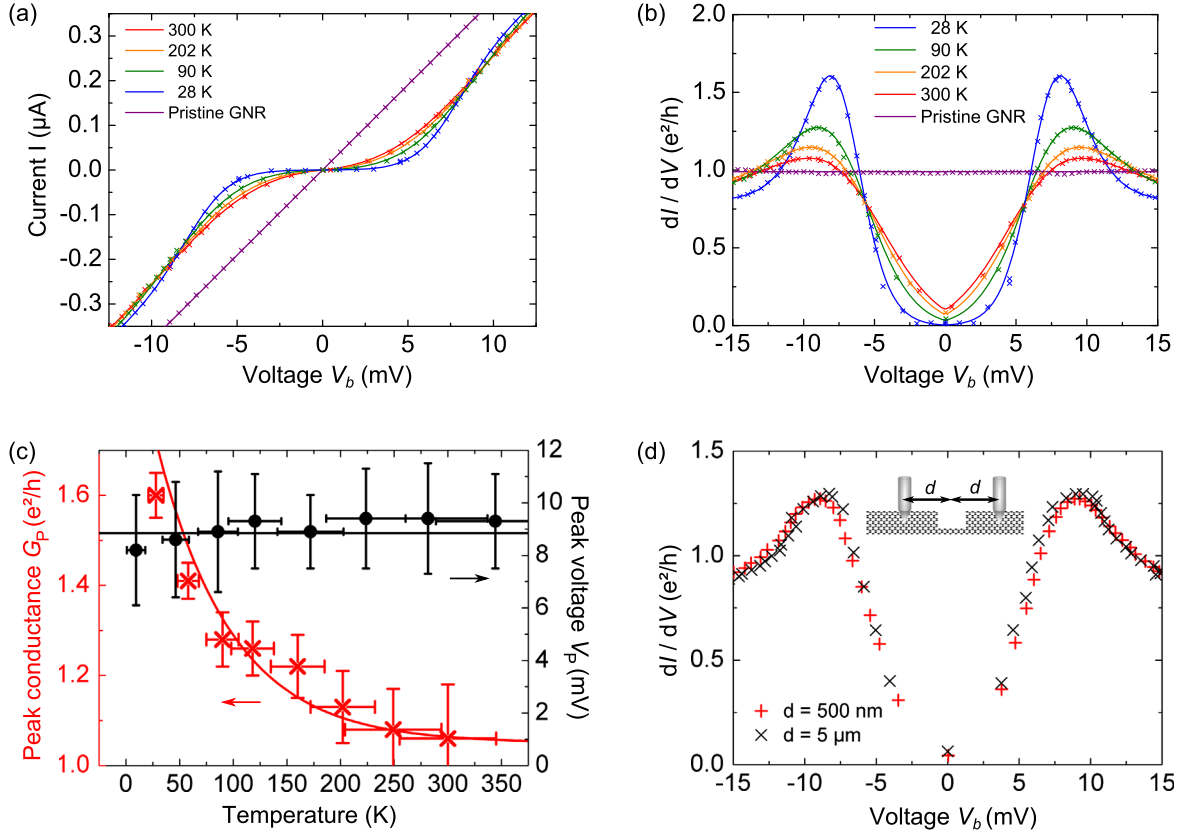 (a)
0.3
0.2
0.1
0.0
-0.1
-0.2
-0.3
Current I (µA)
300 K
202 K
90 K
28 K
Pristine GNR
-10
-5
0
5
10
Voltage Vb (mV)
(b)
2.0
1.5
1.0
0.5
0.0
dI / dV (e²/h)
28 K
90 K
202 K
300 K
Pristine GNR
-15
-10
-5
0
5
10
15
Voltage Vb (mV)
(c)
1.6
1.4
1.2
1.0
Peak conductance GP (e²/h)
12
10
8
6
4
2
0
Peak voltage VP (mV)
0
50
100
150
200
250
300
350
Temperature (K)
(d)
1.5
1.0
0.5
0.0
dI / dV (e²/h)
d
d
d = 500 nm
d = 5 µm
-15
-10
-5
0
5
10
15
Voltage Vb (mV)